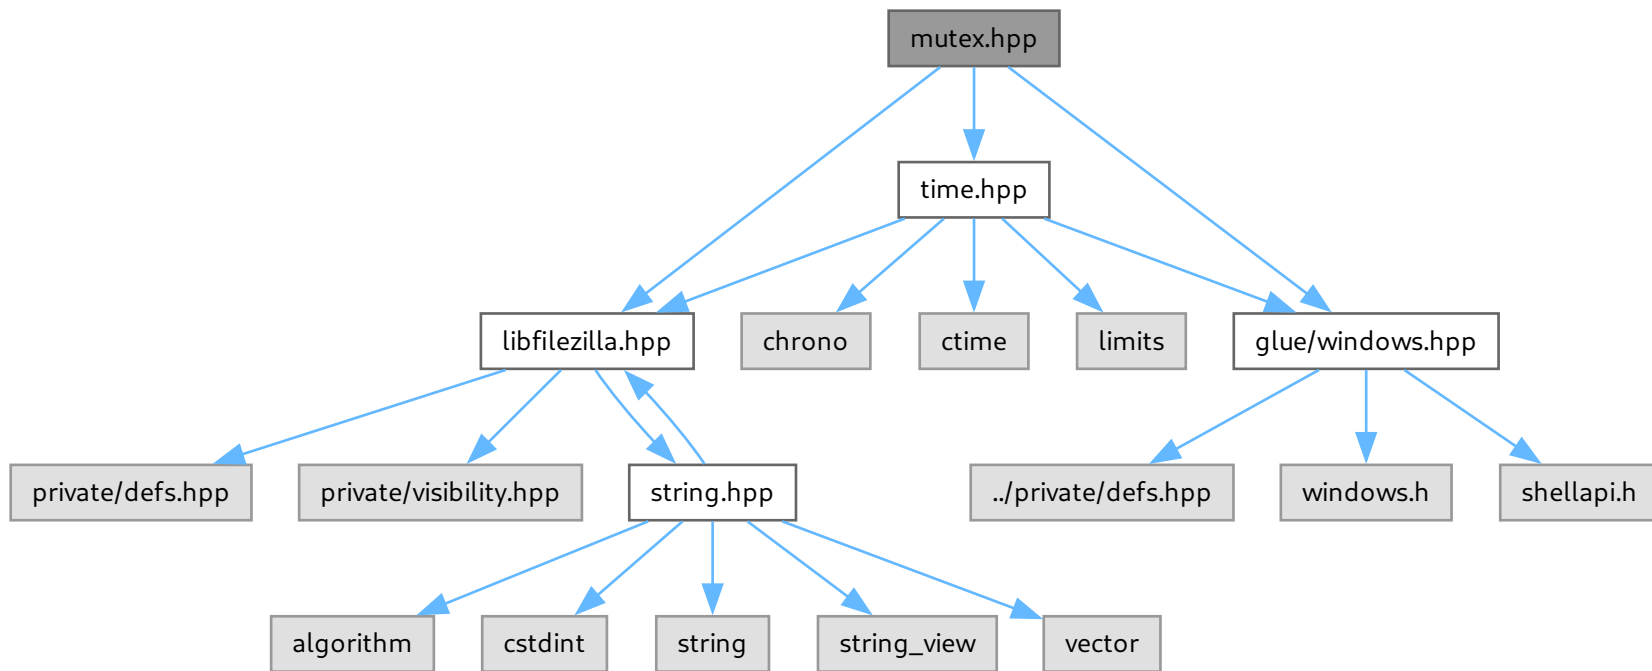 mutex.hpp
time.hpp
libfilezilla.hpp
chrono
ctime
limits
glue/windows.hpp
private/defs.hpp
private/visibility.hpp
string.hpp
../private/defs.hpp
windows.h
shellapi.h
algorithm
cstdint
string
string_view
vector